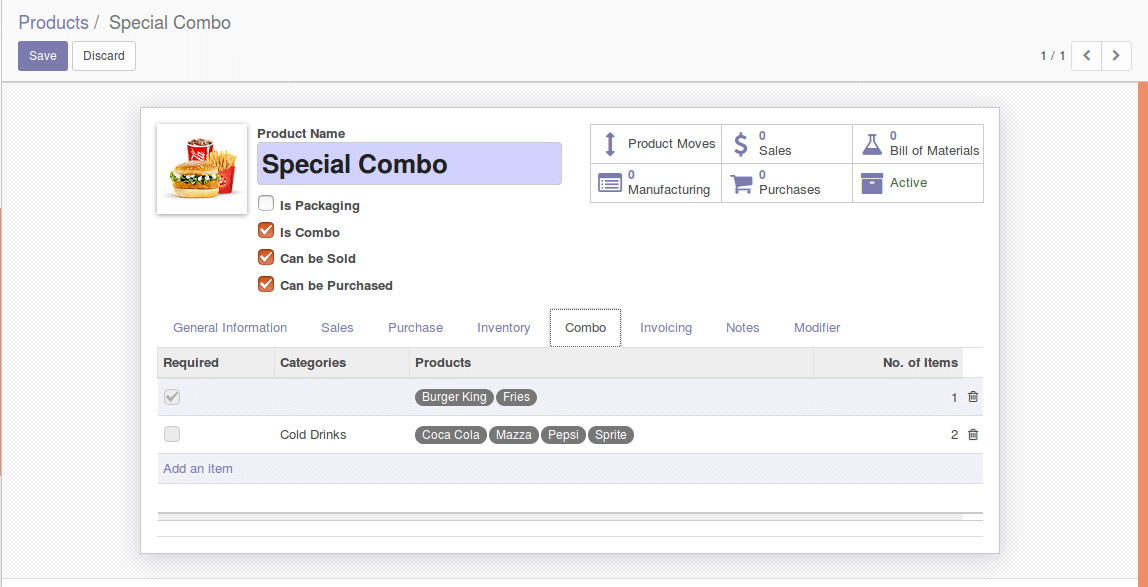 Products / Special Combo
Save Discard 1 / 1
Product Name
Special Combo
Is Packaging
Is Combo
Can be Sold
Can be Purchased
Product Moves
0 Sales
0 Bill of Materials
0 Manufacturing
0 Purchases
Active
General Information Sales Purchase Inventory Combo Invoicing Notes Modifier
Required Categories Products No. of Items
Burger King Fries 1
Cold Drinks Coca Cola Mazza Pepsi Sprite 2
Add an item